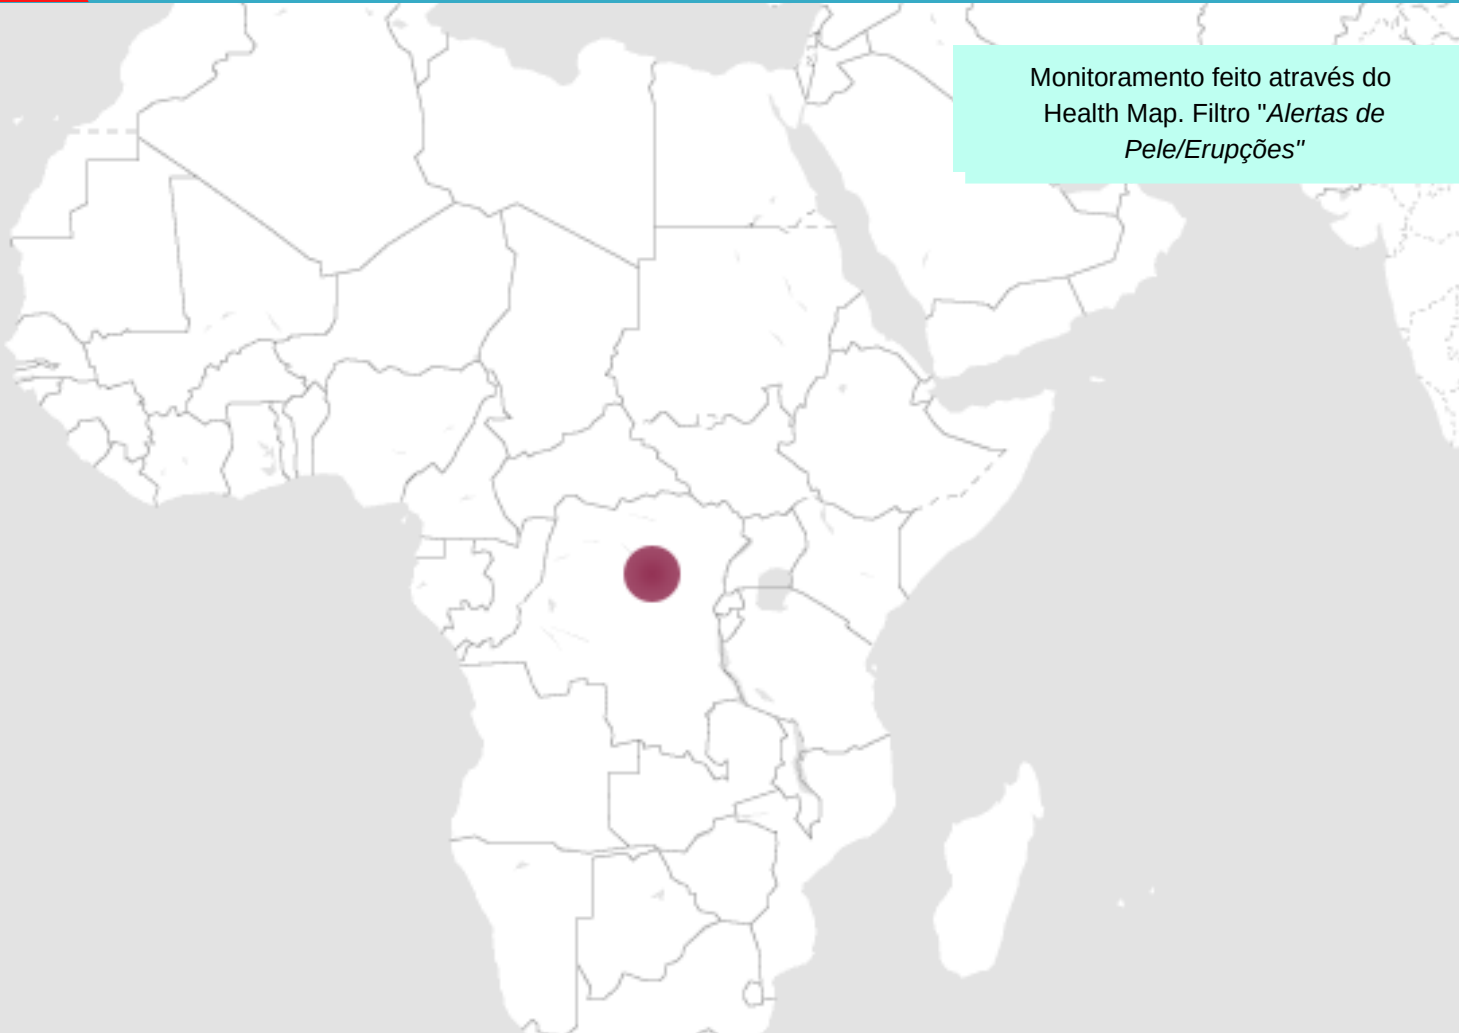 Monitoramento feito através do
Health Map. Filtro "Alertas de
Pele/Erupções"